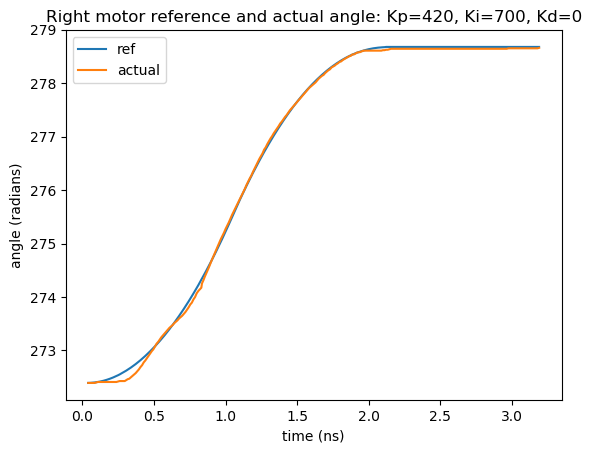 Right motor reference and actual angle: Kp=420, Ki=700, Kd=0
ref
actual
angle (radians)
279
278
277
276
275
274
273
0.0 0.5 1.0 1.5 2.0 2.5 3.0
time (ns)